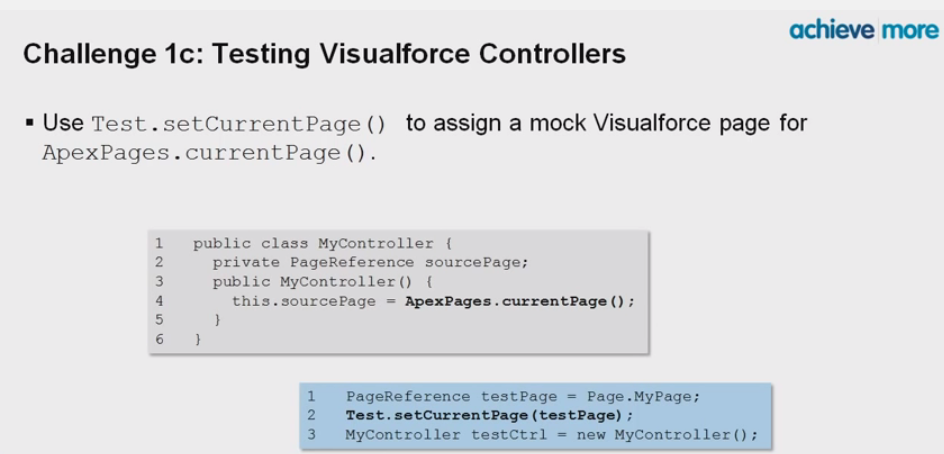 achieve more
Challenge 1c: Testing Visualforce Controllers
▪ Use Test.setCurrentPage() to assign a mock Visualforce page for
ApexPages.currentPage().
1 public class MyController {
2 private PageReference sourcePage;
3 public MyController() {
4 this.sourcePage = ApexPages.currentPage();
5 }
6 }
1 PageReference testPage = Page.MyPage;
2 Test.setCurrentPage(testPage);
3 MyController testCtrl = new MyController();